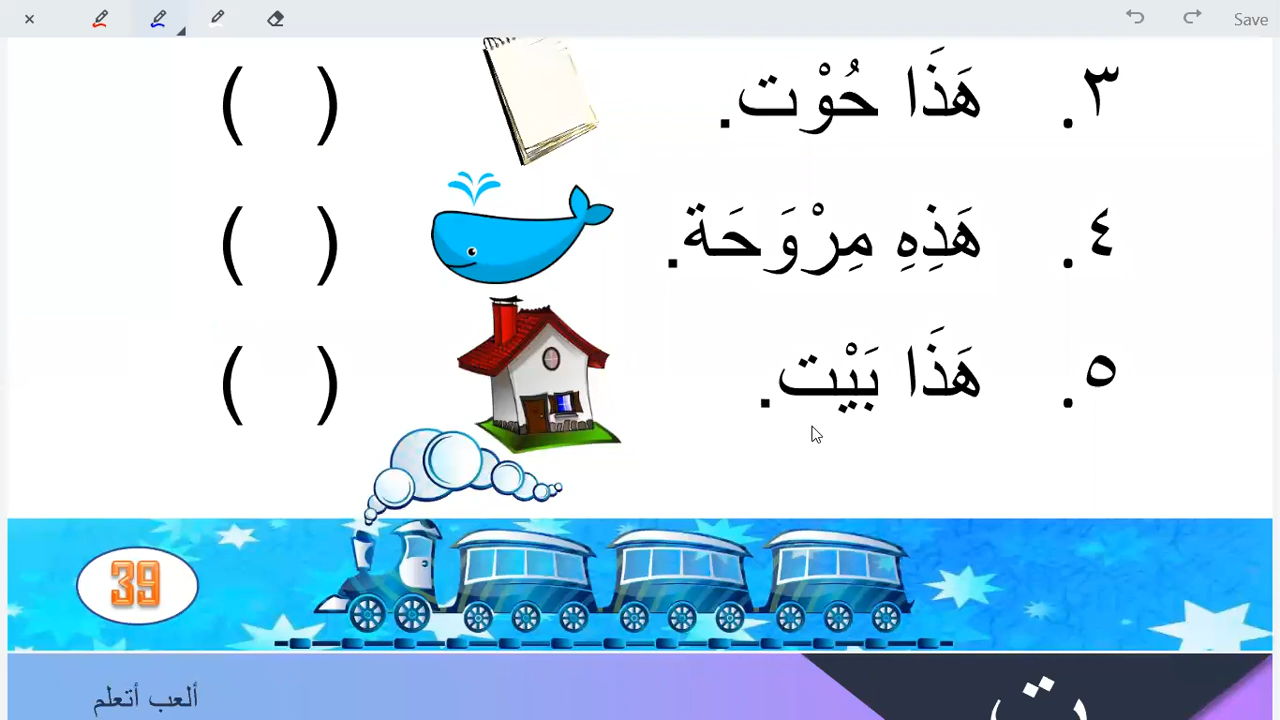 Save
٣. هَذَا حُوْت. ( )
٤. هَذِهِ مِرْوَحَة. ( )
٥. هَذَا بَيْت. ( )
39
ت
ألعب أتعلم